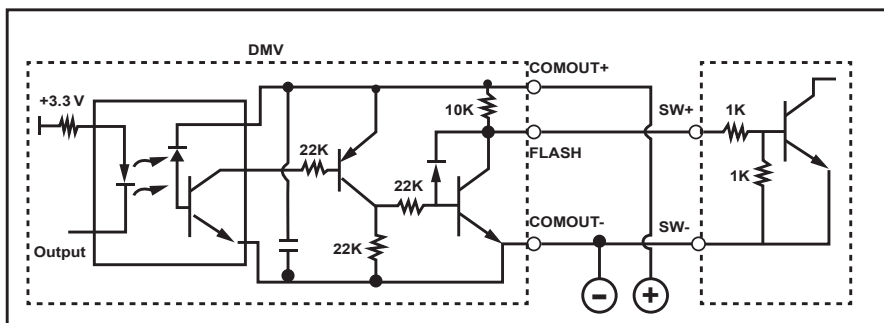 DMV
COMOUT+
+3.3 V
10K
SW+
1K
22K
FLASH
22K
1K
COMOUT-
SW-
22K
Output
−
+